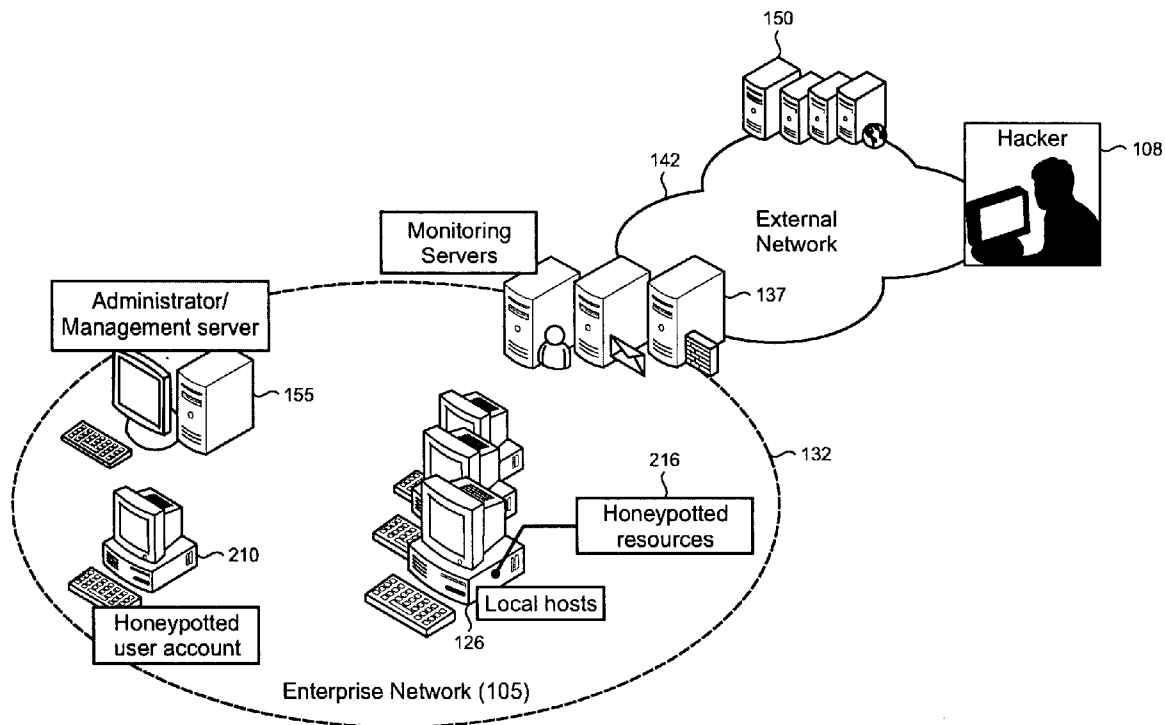 150
Hacker
108
142
External
Network
Monitoring
Servers
137
Administrator/
Management server
155
132
216
Honeypotted
resources
210
Local hosts
126
Honeypotted
user account
Enterprise Network (105)